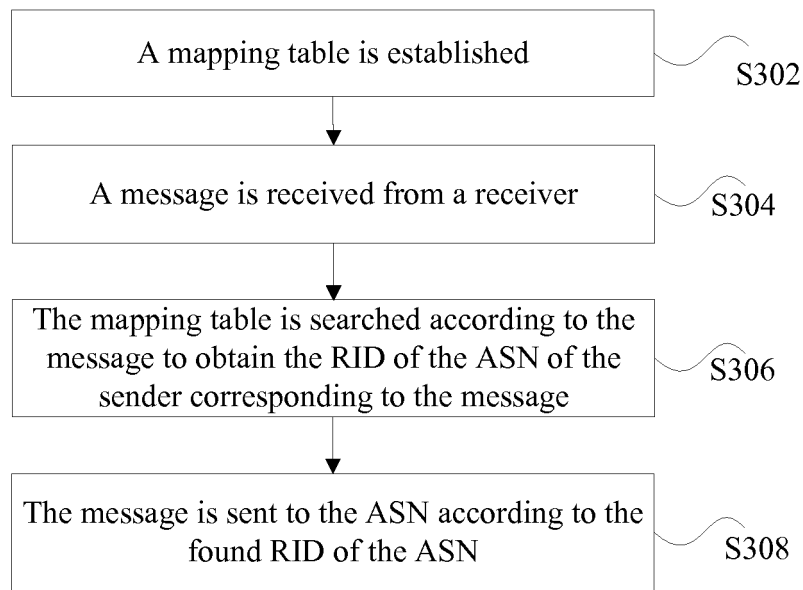 A mapping table is established
S302
A message is received from a receiver
S304
The mapping table is searched according to the
message to obtain the RID of the ASN of the
sender corresponding to the message
S306
The message is sent to the ASN according to the
found RID of the ASN
S308